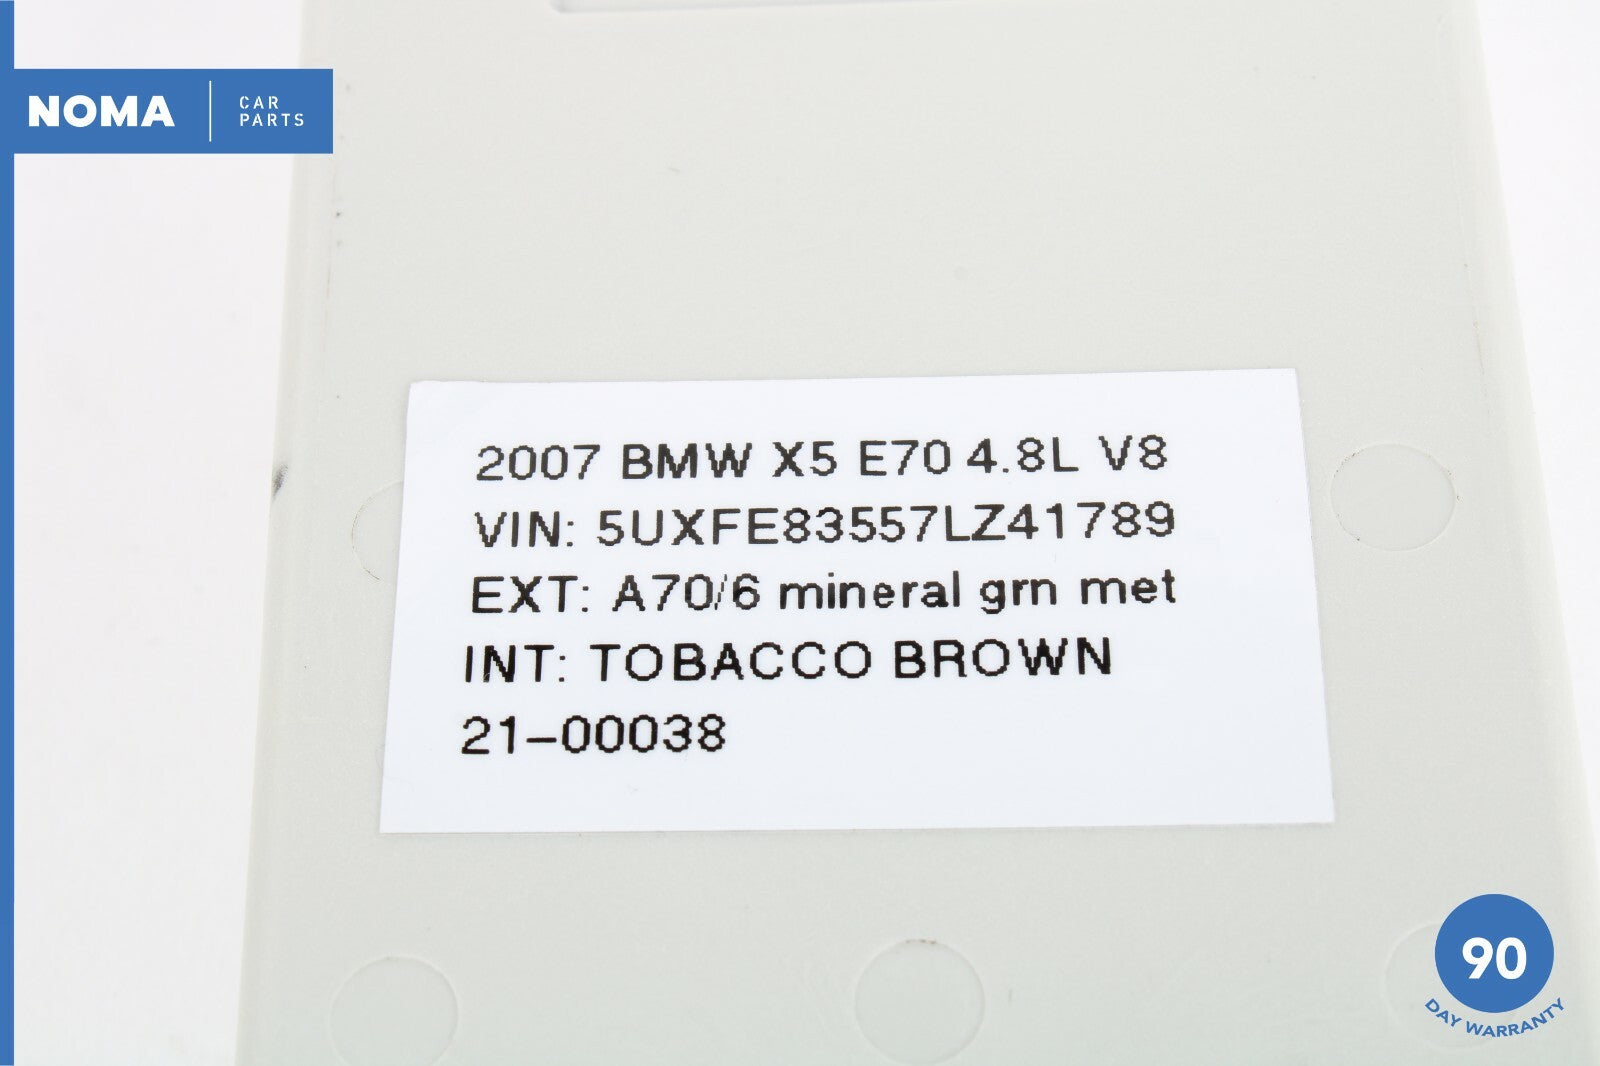 NOMA
CAR
PARTS
2007 BMW X5 E70 4.8L V8
VIN: 5UXFE83557LZ41789
EXT: A70/6 mineral grn met
INT: TOBACCO BROWN
21-00038
90
DAY WARRANTY